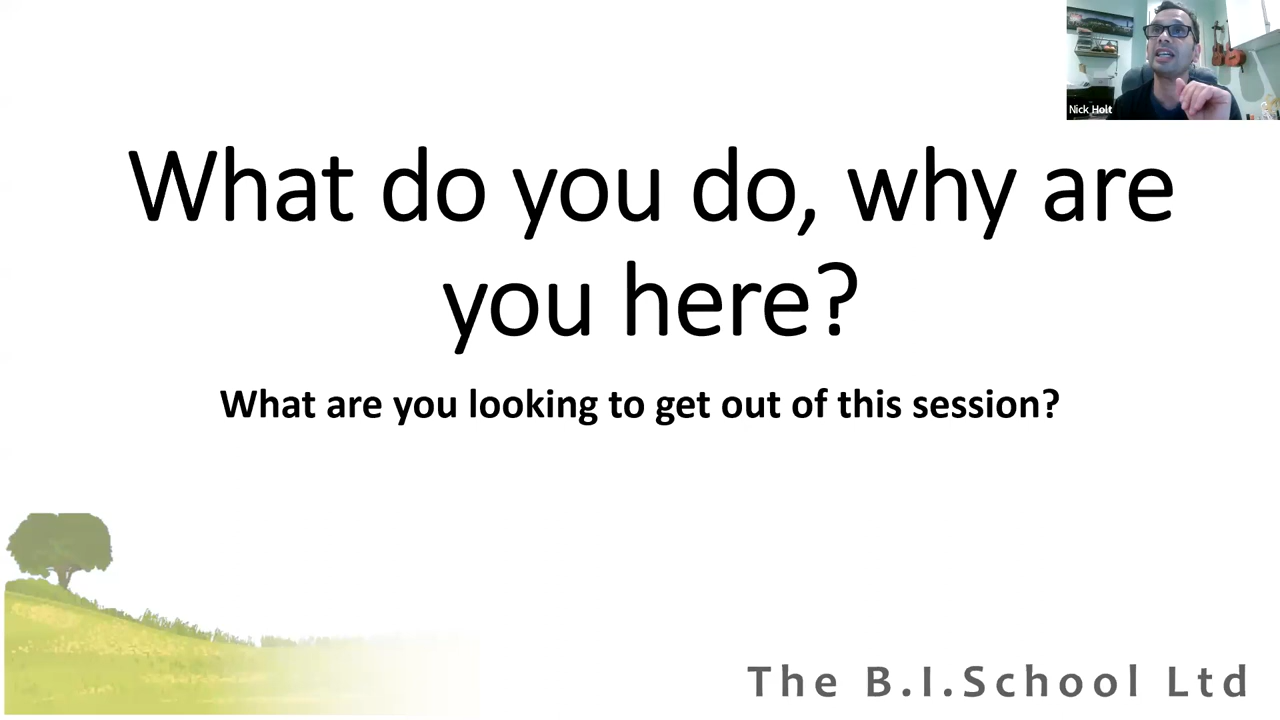 Nick Holt
What do you do, why are
you here?
What are you looking to get out of this session?
The B.I.School Ltd